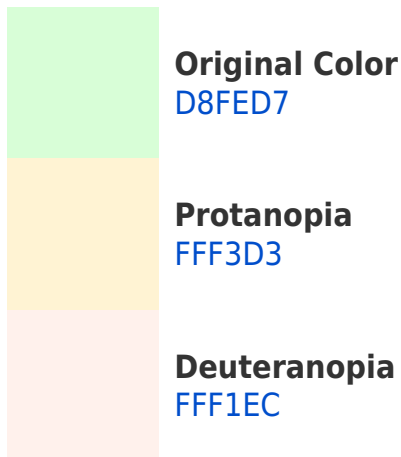 Original Color
D8FED7
Protanopia
FFF3D3
Deuteranopia
FFF1EC